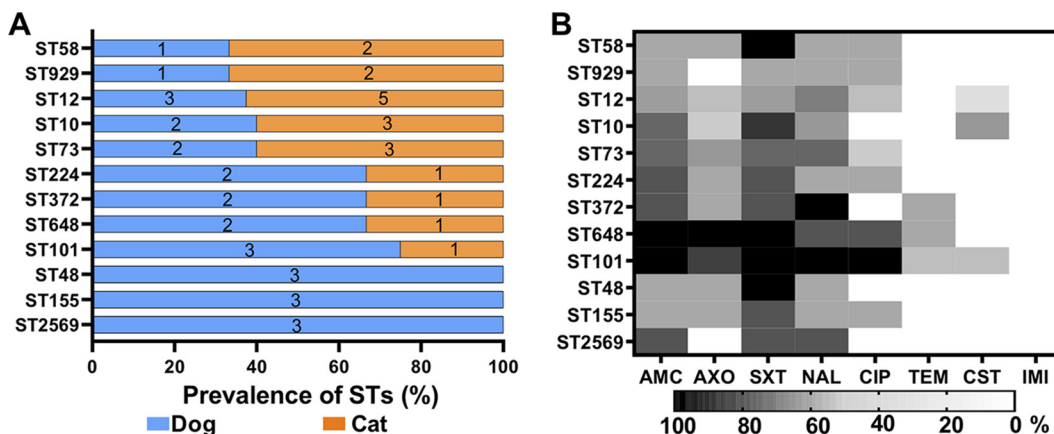 A
ST58 1 2
ST929 1 2
ST12 3 5
ST10 2 3
ST73 2 3
ST224 2 1
ST372 2 1
ST648 2 1
ST101 3 1
ST48 3
ST155 3
ST2569 3
0 20 40 60 80 100
Prevalence of STs (%)
Dog Cat
B
ST58
ST929
ST12
ST10
ST73
ST224
ST372
ST648
ST101
ST48
ST155
ST2569
AMC AXO SXT NAL CIP TEM CST IMI
100 80 60 40 20 0 %